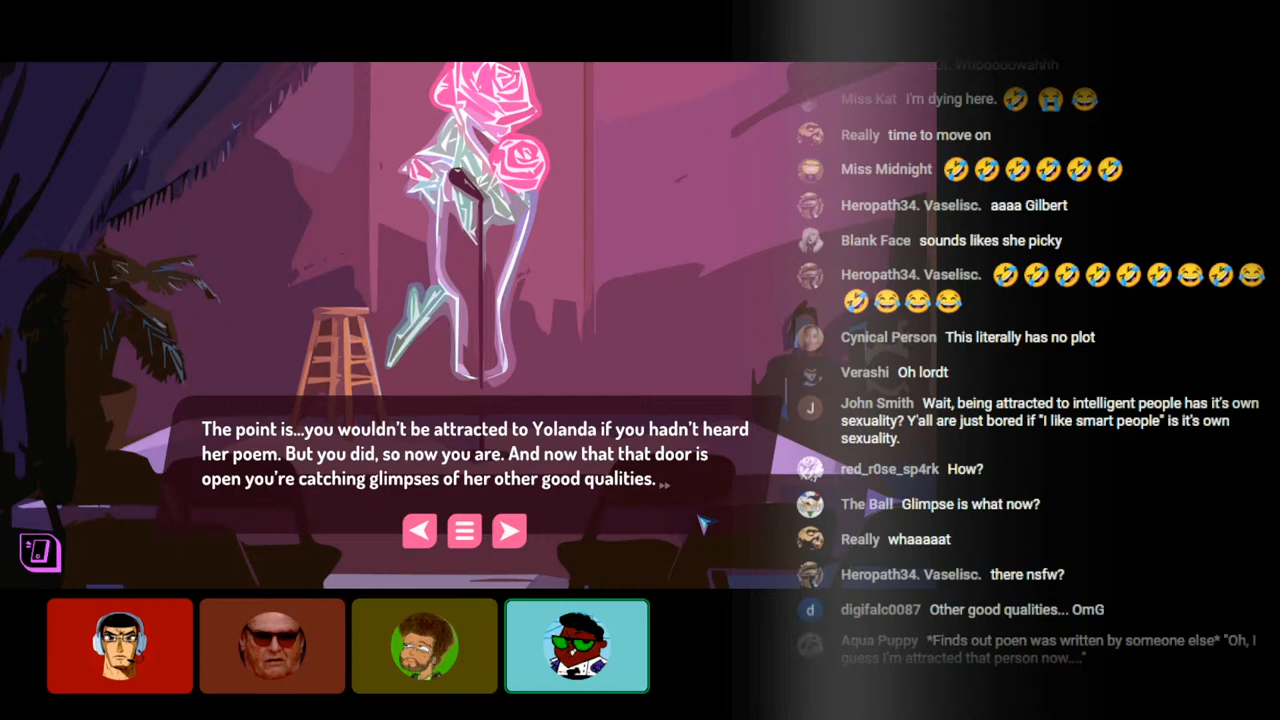 The point is...you wouldn't be attracted to Yolanda if you hadn't heard
her poem. But you did, so now you are. And now that that door is
open you're catching glimpses of her other good qualities.
LOL Whboooowahhh
Miss Kat I'm dying here. 🤣 😭 😂
Really time to move on
Miss Midnight 🤣🤣🤣🤣🤣🤣
Heropath34. Vaselisc. aaaa Gilbert
Blank Face sounds likes she picky
Heropath34. Vaselisc. 🤣🤣🤣🤣🤣🤣😂🤣😂
🤣😂😂😂
Cynical Person This literally has no plot
Verashi Oh lordt
J
John Smith Wait, being attracted to intelligent people has it's own
sexuality? Y'all are just bored if "I like smart people" is it's own
sexuality.
red_r0se_sp4rk How?
The Ball Glimpse is what now?
Really whaaaaat
Heropath34. Vaselisc. there nsfw?
d
digifalc0087 Other good qualities... OmG
Aqua Puppy *Finds out poen was written by someone else* "Oh, I
guess I'm attracted that person now...."